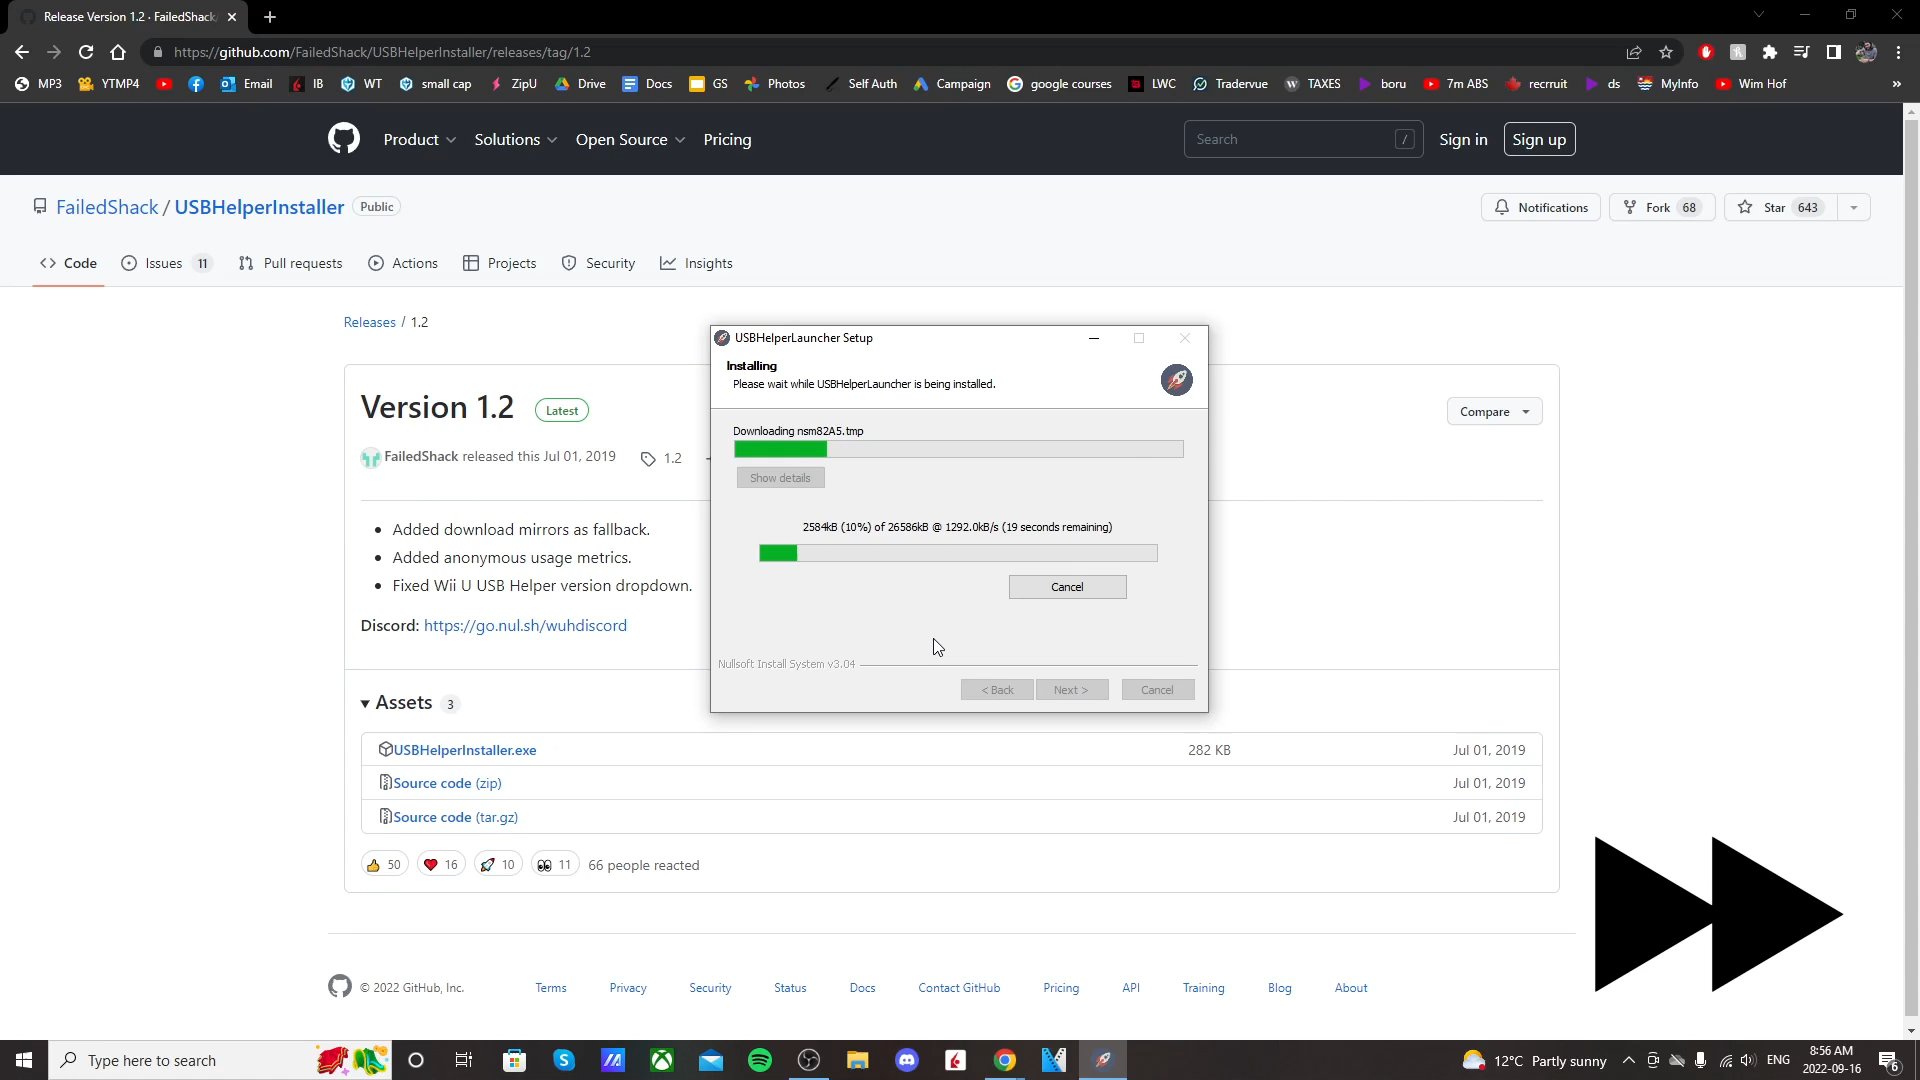 Release Version 1.2 · FailedShack
https://github.com/FailedShack/USBHelperInstaller/releases/tag/1.2
MP3 YTMP4 Email IB WT small cap ZipU Drive Docs GS Photos Self Auth Campaign google courses LWC Tradervue TAXES boru 7m ABS recrruit ds MyInfo Wim Hof »
Product Solutions Open Source Pricing Search / Sign in Sign up
FailedShack / USBHelperInstaller Public Notifications Fork 68 Star 643
Code Issues 11 Pull requests Actions Projects Security Insights
Releases / 1.2
Version 1.2 Latest Compare
FailedShack released this Jul 01, 2019 1.2
Added download mirrors as fallback.
Added anonymous usage metrics.
Fixed Wii U USB Helper version dropdown.
Discord: https://go.nul.sh/wuhdiscord
USBHelperLauncher Setup
Installing
Please wait while USBHelperLauncher is being installed.
Downloading nsm82A5.tmp
Show details
2584kB (10%) of 26586kB @ 1292.0kB/s (19 seconds remaining)
Cancel
Nullsoft Install System v3.04
< Back Next > Cancel
Assets 3
USBHelperInstaller.exe 282 KB Jul 01, 2019
Source code (zip) Jul 01, 2019
Source code (tar.gz) Jul 01, 2019
50 16 10 11 66 people reacted
© 2022 GitHub, Inc. Terms Privacy Security Status Docs Contact GitHub Pricing API Training Blog About
Type here to search 12°C Partly sunny ENG 8:56 AM
2022-09-16 6